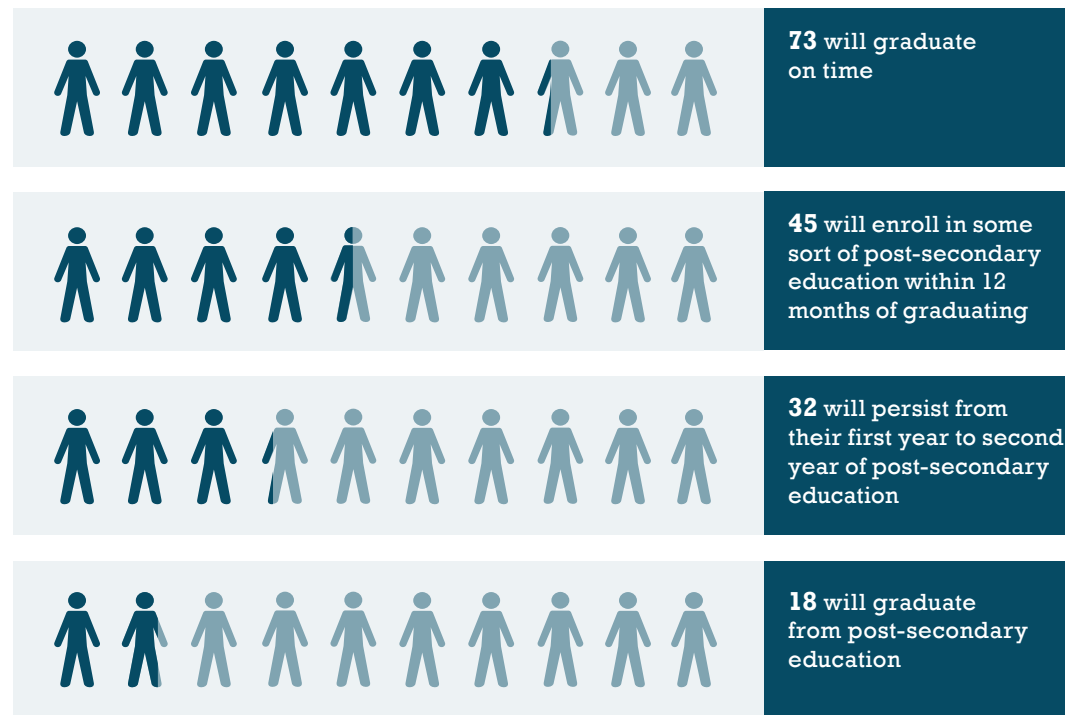 73 will graduate
on time
45 will enroll in some
sort of post-secondary
education within 12
months of graduating
32 will persist from
their first year to second
year of post-secondary
education
18 will graduate
from post-secondary
education